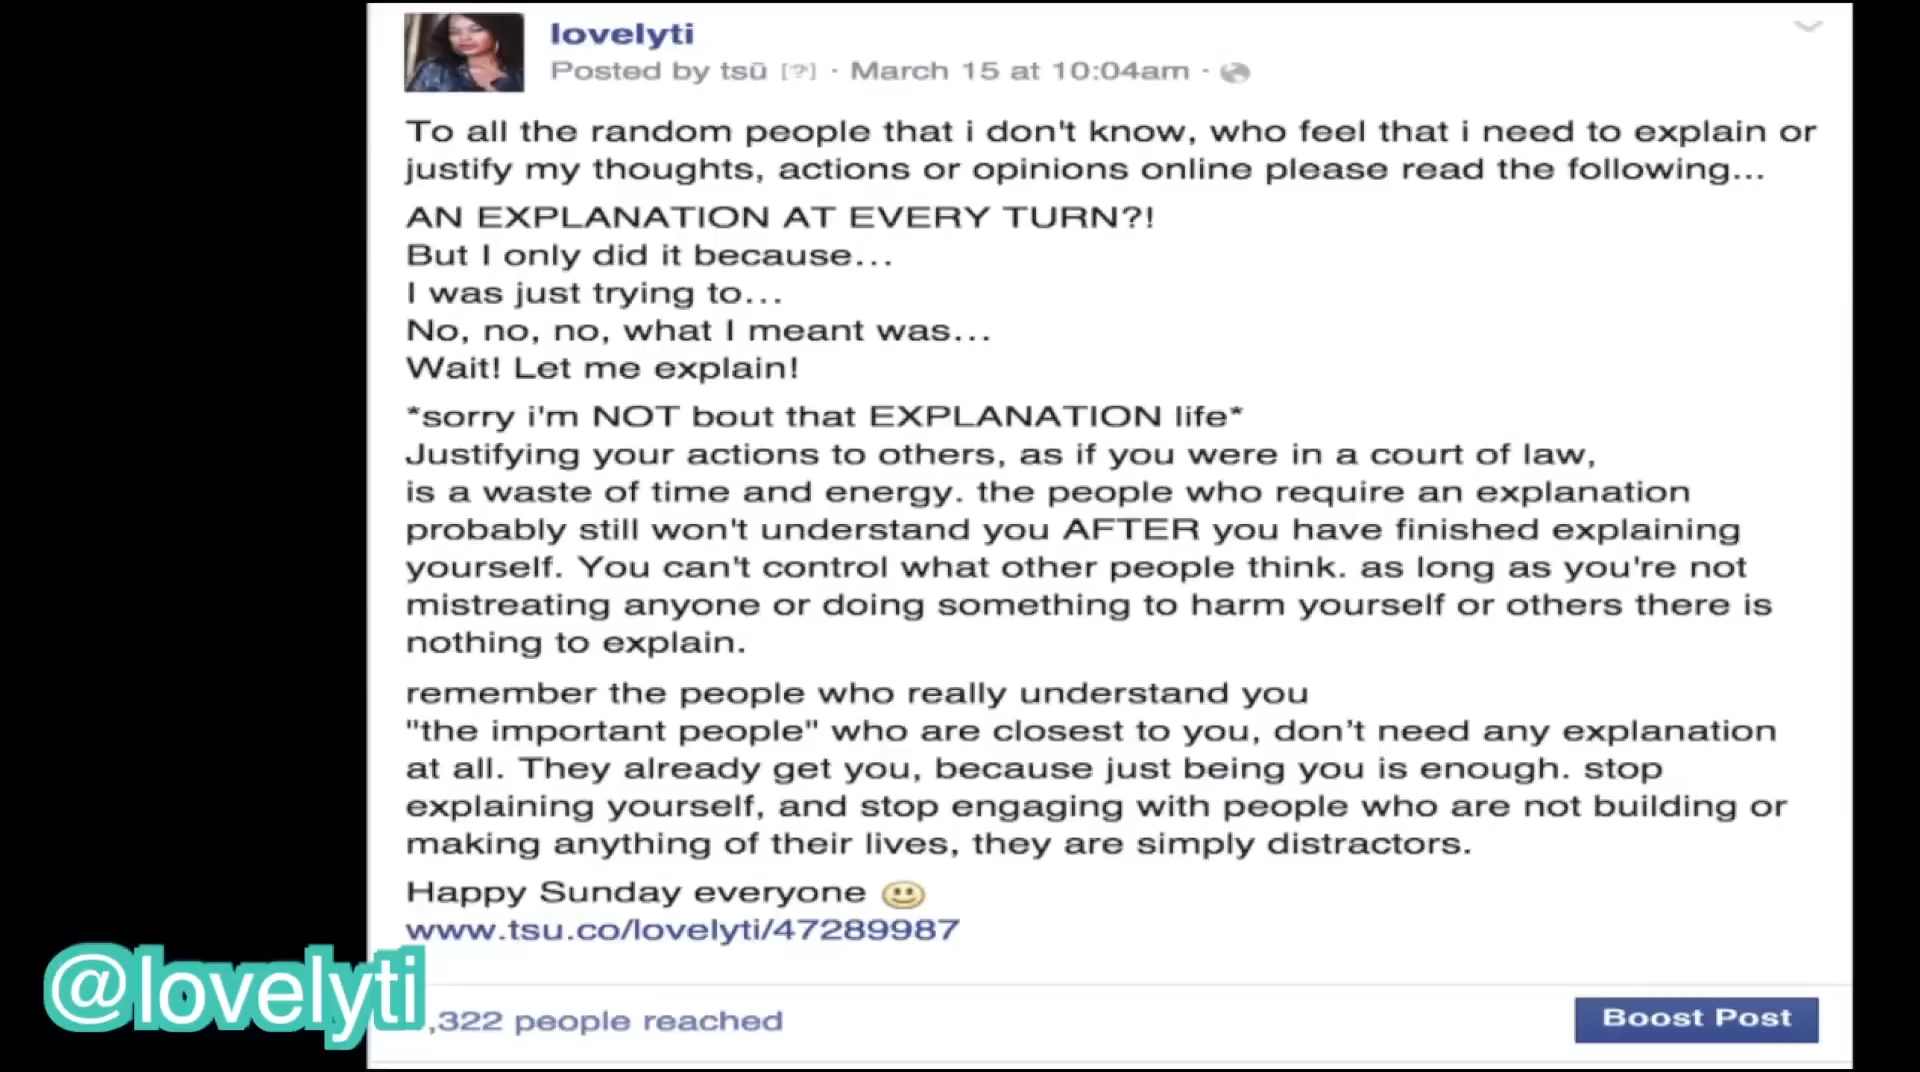 lovelyti
Posted by tsū [?] · March 15 at 10:04am ·
To all the random people that i don't know, who feel that i need to explain or
justify my thoughts, actions or opinions online please read the following...
AN EXPLANATION AT EVERY TURN?!
But I only did it because...
I was just trying to...
No, no, no, what I meant was...
Wait! Let me explain!
*sorry i'm NOT bout that EXPLANATION life*
Justifying your actions to others, as if you were in a court of law,
is a waste of time and energy. the people who require an explanation
probably still won't understand you AFTER you have finished explaining
yourself. You can't control what other people think. as long as you're not
mistreating anyone or doing something to harm yourself or others there is
nothing to explain.
remember the people who really understand you
"the important people" who are closest to you, don't need any explanation
at all. They already get you, because just being you is enough. stop
explaining yourself, and stop engaging with people who are not building or
making anything of their lives, they are simply distractors.
Happy Sunday everyone
www.tsu.co/lovelyti/47289987
@lovelyti
,322 people reached
Boost Post